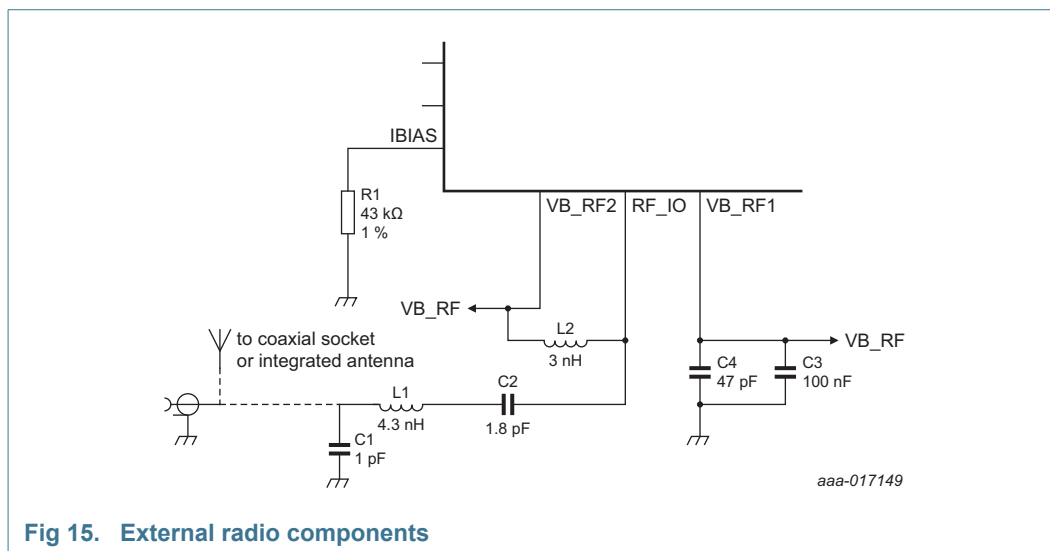 IBIAS
R1
43 kΩ
1 %
VB_RF2
RF_IO
VB_RF1
VB_RF
L2
3 nH
VB_RF
to coaxial socket
or integrated antenna
C4
47 pF
C3
100 nF
L1
4.3 nH
C2
1.8 pF
C1
1 pF
aaa-017149
Fig 15. External radio components